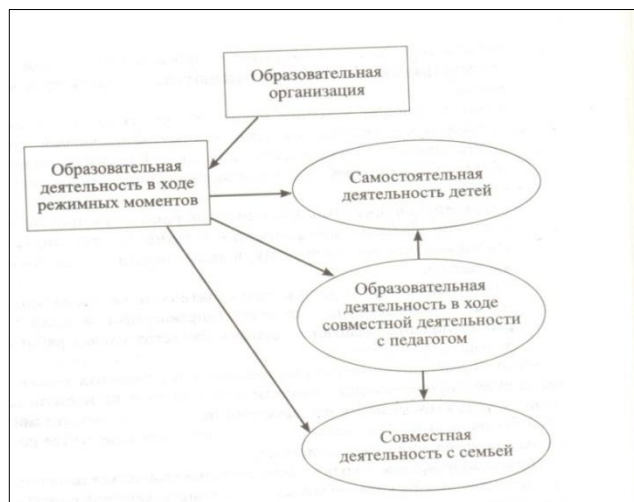 Образовательная
организация
Образовательная
деятельность в ходе
режимных моментов
Самостоятельная
деятельность детей
Образовательная
деятельность в ходе
совместной деятельности
с педагогом
Совместная
деятельность с семьей